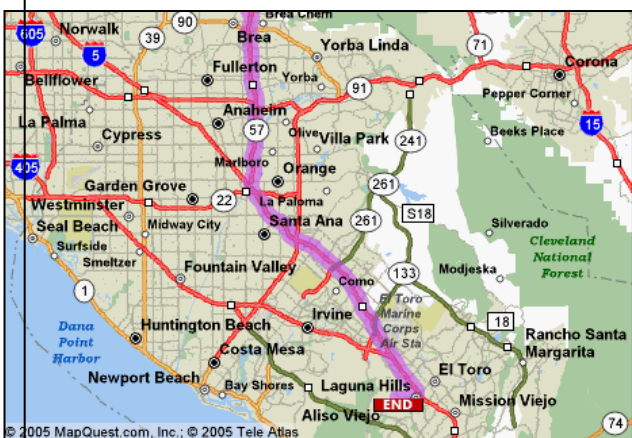 Brea Chem
90
605
Norwalk
39
Brea
5
Yorba Linda
71
Fullerton
Corona
Bellflower
Yorba
91
Pepper Corner
La Palma
Anaheim
15
57
Olive
Villa Park
241
Beeks Place
Cypress
405
Marlboro
Orange
Garden Grove
261
22
La Paloma
Westminster
S18
Santa Ana
261
Seal Beach
Midway City
Silverado
Surfside
Cleveland
National
Forest
Smeltzer
Fountain Valley
133
Modjeska
Como
1
El Toro
Marine
Corps
Air Sta
Irvine
18
Dana
Point
Harbor
Huntington Beach
Rancho Santa
Margarita
Costa Mesa
El Toro
Newport Beach
Bay Shores
Laguna Hills
END
Mission Viejo
Aliso Viejo
74
© 2005 MapQuest.com, Inc.; © 2005 Tele Atlas